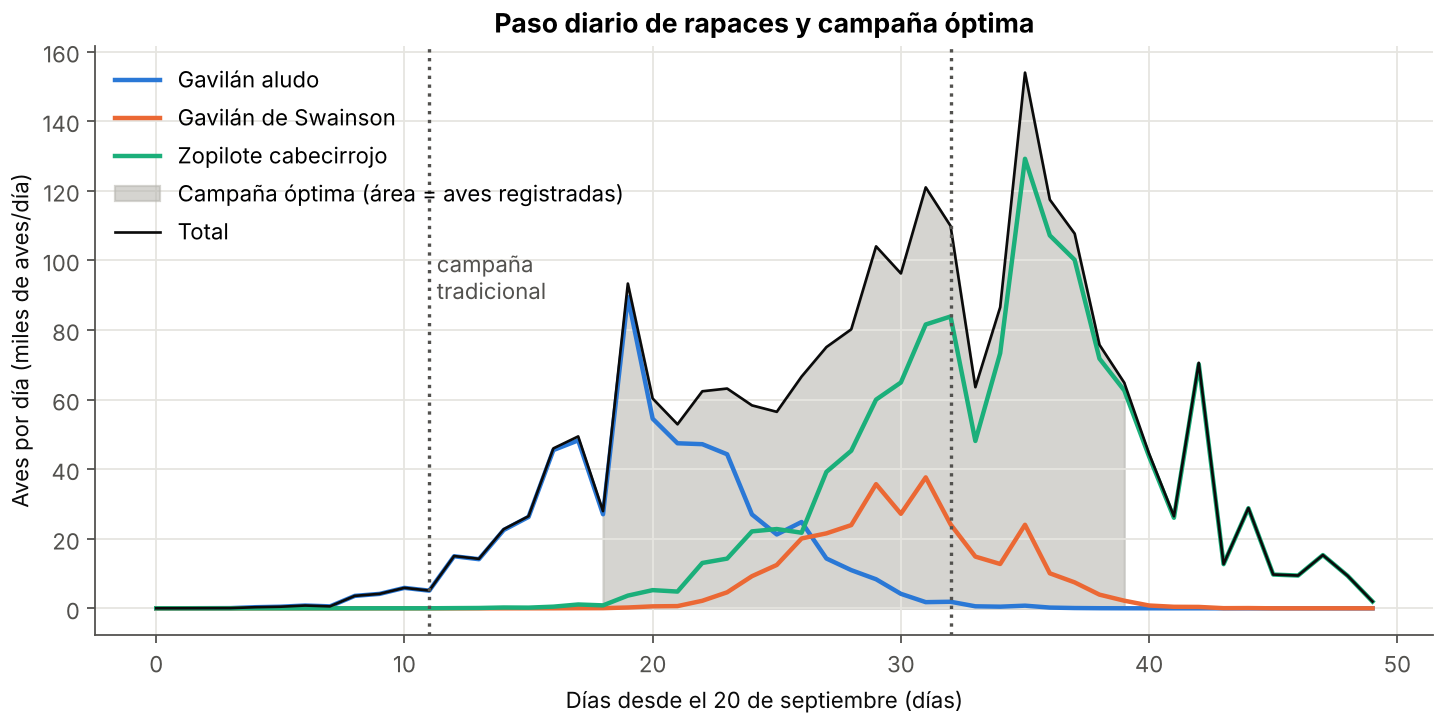 Paso diario de rapaces y campaña óptima
Aves por día (miles de aves/día)
160
140
120
100
80
60
40
20
0
Gavilán aludo
Gavilán de Swainson
Zopilote cabecirrojo
Campaña óptima (área = aves registradas)
Total
campaña
tradicional
0
10
20
30
40
50
Días desde el 20 de septiembre (días)